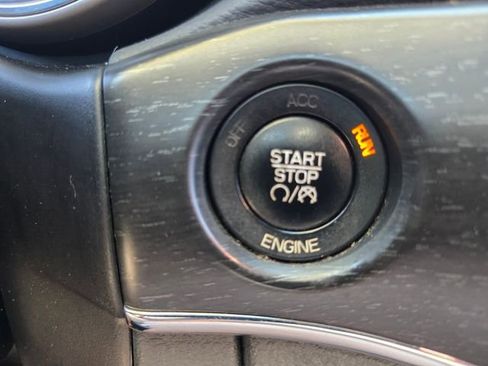 ACC
OFF
RUN
START
STOP
ENGINE